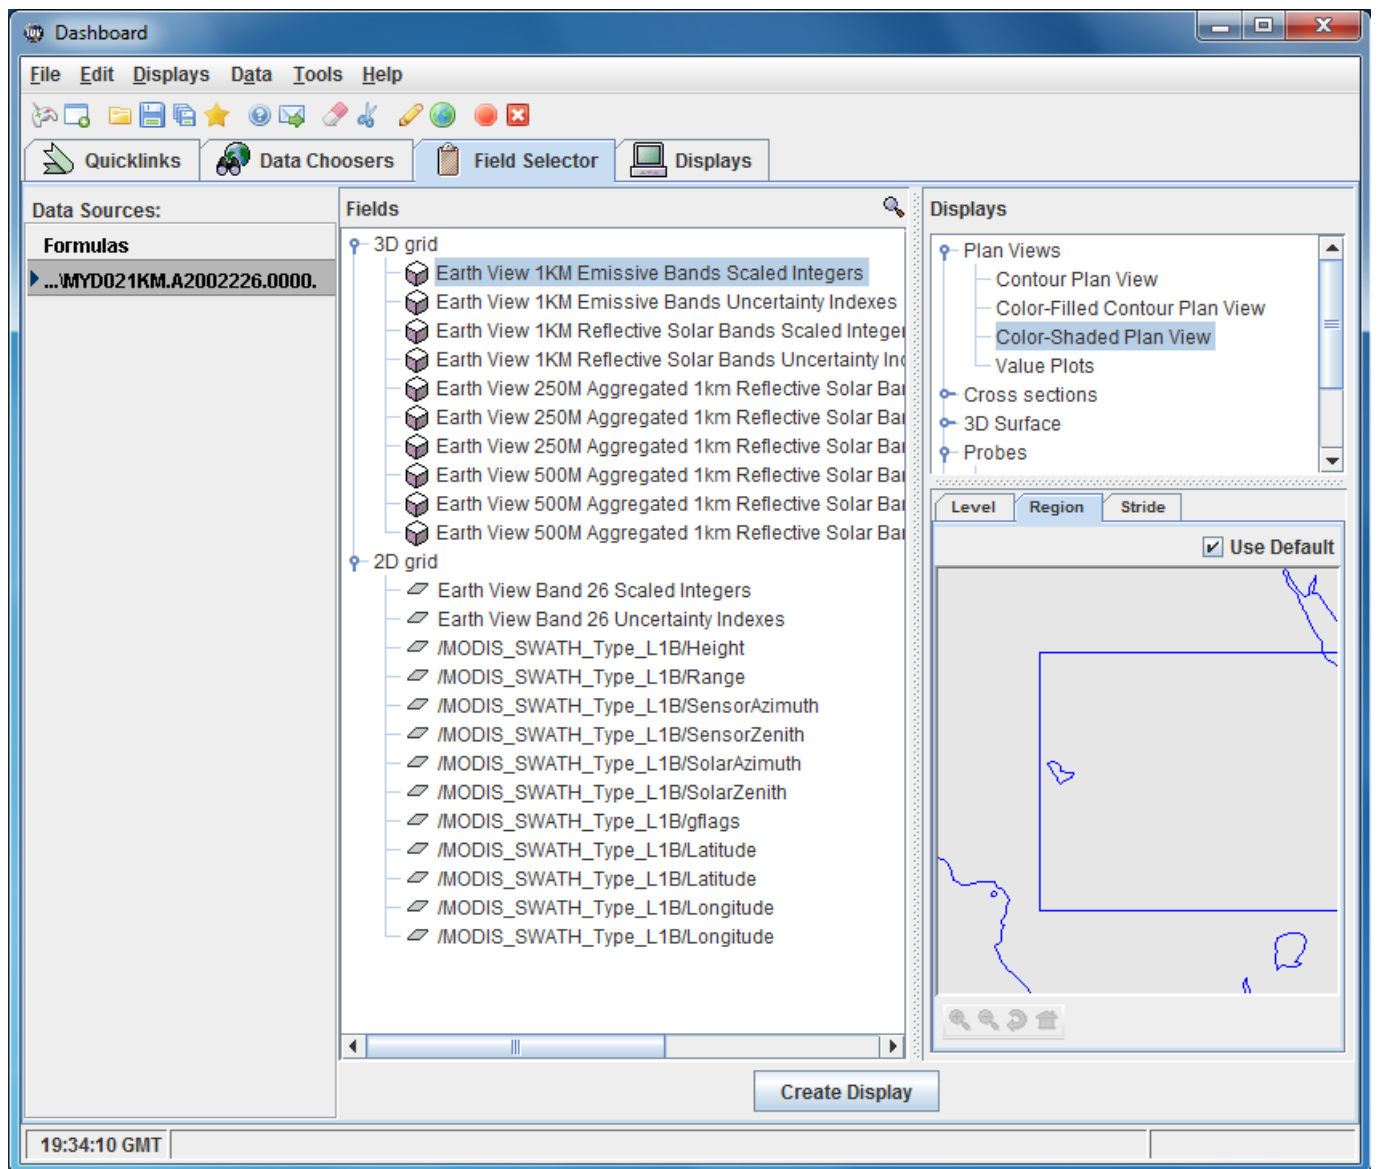 Dashboard
File Edit Displays Data Tools Help
Quicklinks Data Choosers Field Selector Displays
Data Sources:
Formulas
...\MYD021KM.A2002226.0000.
Fields
3D grid
Earth View 1KM Emissive Bands Scaled Integers
Earth View 1KM Emissive Bands Uncertainty Indexes
Earth View 1KM Reflective Solar Bands Scaled Integer
Earth View 1KM Reflective Solar Bands Uncertainty Ind
Earth View 250M Aggregated 1km Reflective Solar Bar
Earth View 250M Aggregated 1km Reflective Solar Bar
Earth View 250M Aggregated 1km Reflective Solar Bar
Earth View 500M Aggregated 1km Reflective Solar Bar
Earth View 500M Aggregated 1km Reflective Solar Bar
Earth View 500M Aggregated 1km Reflective Solar Bar
2D grid
Earth View Band 26 Scaled Integers
Earth View Band 26 Uncertainty Indexes
/MODIS_SWATH_Type_L1B/Height
/MODIS_SWATH_Type_L1B/Range
/MODIS_SWATH_Type_L1B/SensorAzimuth
/MODIS_SWATH_Type_L1B/SensorZenith
/MODIS_SWATH_Type_L1B/SolarAzimuth
/MODIS_SWATH_Type_L1B/SolarZenith
/MODIS_SWATH_Type_L1B/gflags
/MODIS_SWATH_Type_L1B/Latitude
/MODIS_SWATH_Type_L1B/Latitude
/MODIS_SWATH_Type_L1B/Longitude
/MODIS_SWATH_Type_L1B/Longitude
Displays
Plan Views
Contour Plan View
Color-Filled Contour Plan View
Color-Shaded Plan View
Value Plots
Cross sections
3D Surface
Probes
Level Region Stride
Use Default
Create Display
19:34:10 GMT